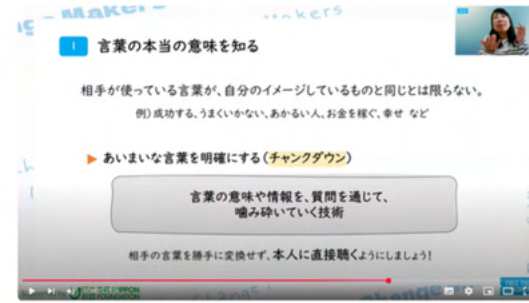 Change Makers
1 言葉の本当の意味を知る
相手が使っている言葉が、自分のイメージしているものと同じとは限らない。
例)成功する、うまくいかない、あかるい人、お金を稼ぐ、幸せ など
▶ あいまいな言葉を明確にする(チャンクダウン)
言葉の意味や情報を、質問を通じて、
噛み砕いていく技術
相手の言葉を勝手に変換せず、本人に直接聴くようにしましょう!